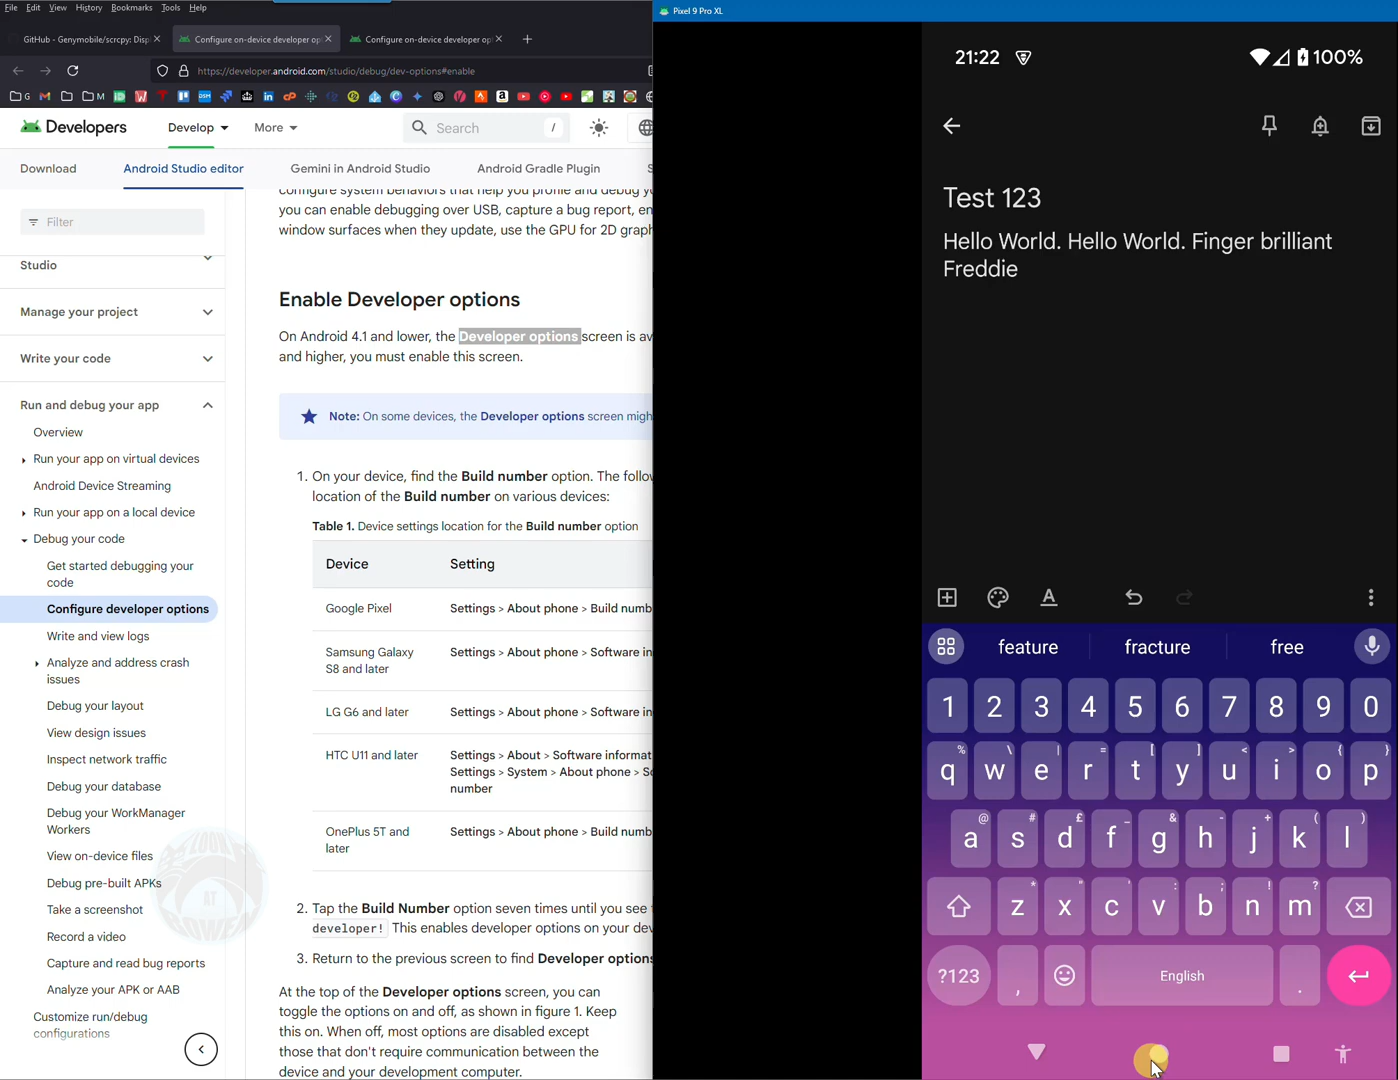 File Edit View History Bookmarks Tools Help
Pixel 9 Pro XL
GitHub - Genymobile/scrcpy: Disp
Configure on-device developer op
Configure on-device developer op
https://developer.android.com/studio/debug/dev-options#enable
Developers
Develop
More
Search
/
Download
Android Studio editor
Gemini in Android Studio
Android Gradle Plugin
S
Filter
Studio
Manage your project
Write your code
Run and debug your app
Overview
Run your app on virtual devices
Android Device Streaming
Run your app on a local device
Debug your code
Get started debugging your
code
Configure developer options
Write and view logs
Analyze and address crash
issues
Debug your layout
View design issues
Inspect network traffic
Debug your database
Debug your WorkManager
Workers
View on-device files
Debug pre-built APKs
Take a screenshot
Record a video
Capture and read bug reports
Analyze your APK or AAB
Customize run/debug
configurations
configure system behaviors that help you profile and debug yo
you can enable debugging over USB, capture a bug report, en
window surfaces when they update, use the GPU for 2D graph
Enable Developer options
On Android 4.1 and lower, the Developer options screen is av
and higher, you must enable this screen.
Note: On some devices, the Developer options screen migh
1. On your device, find the Build number option. The follow
location of the Build number on various devices:
Table 1. Device settings location for the Build number option
Device Setting
Google Pixel Settings > About phone > Build numb
Samsung Galaxy
S8 and later
Settings > About phone > Software in
LG G6 and later Settings > About phone > Software in
HTC U11 and later Settings > About > Software informat
Settings > System > About phone > So
number
OnePlus 5T and
later
Settings > About phone > Build numb
2. Tap the Build Number option seven times until you see
developer! This enables developer options on your dev
3. Return to the previous screen to find Developer options
At the top of the Developer options screen, you can
toggle the options on and off, as shown in figure 1. Keep
this on. When off, most options are disabled except
those that don't require communication between the
device and your development computer.
AT
21:22
100%
Test 123
Hello World. Hello World. Finger brilliant
Freddie
feature fracture free
1 2 3 4 5 6 7 8 9 0
% \ | = [ ] < > { }
q w e r t y u i o p
@ # £ _ & - + ( )
a s d f g h j k l
* " ' : ; ! ?
z x c v b n m
?123 , English .